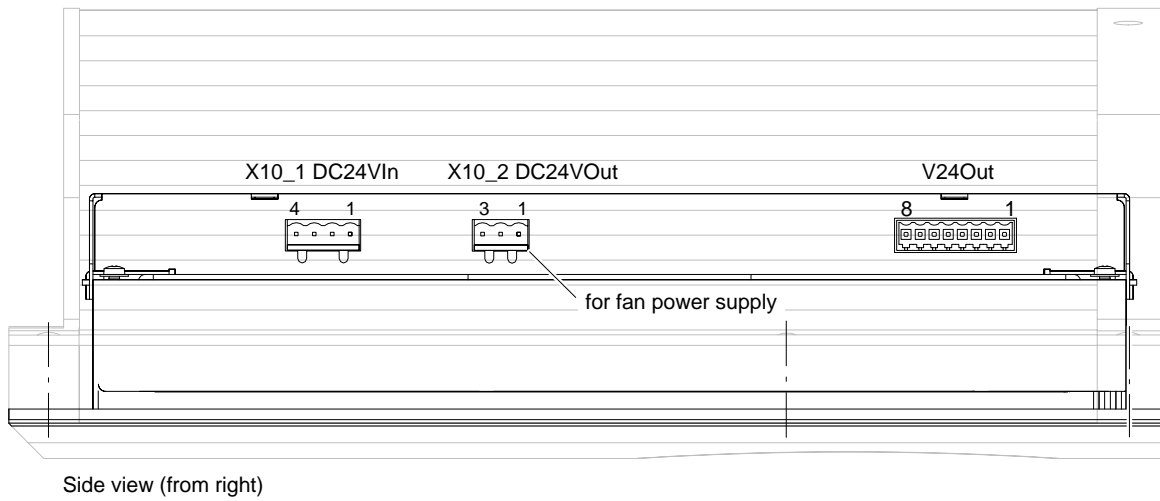 X10_1 DC24VIn X10_2 DC24VOut V24Out
4 1 3 1 8 1
for fan power supply
Side view (from right)